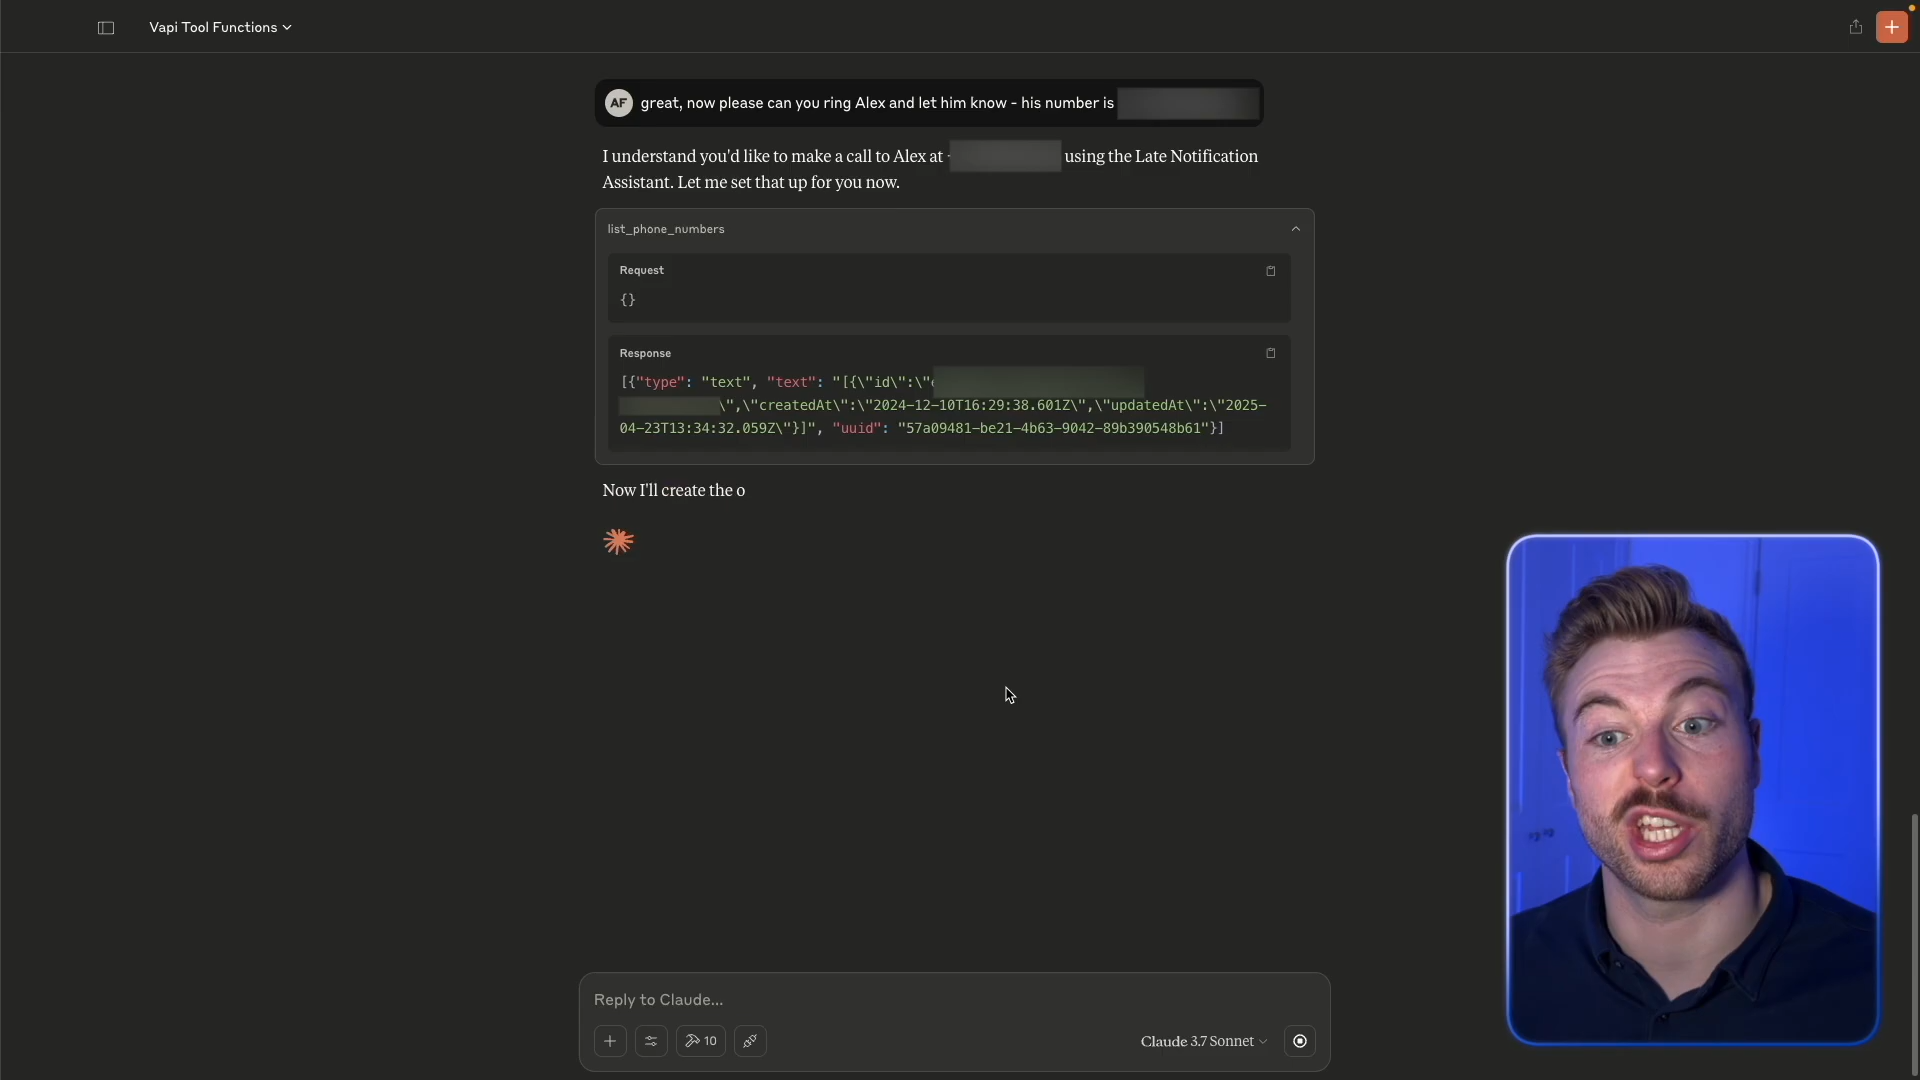 Vapi Tool Functions
AF great, now please can you ring Alex and let him know - his number is
I understand you'd like to make a call to Alex at using the Late Notification
Assistant. Let me set that up for you now.
list_phone_numbers
Request
{}
Response
[{"type": "text", "text": "[{\"id\":\"
\",\"createdAt\":\"2024-12-10T16:29:38.601Z\",\"updatedAt\":\"2025-
04-23T13:34:32.059Z\"}]", "uuid": "57a09481-be21-4b63-9042-89b390548b61"}]
Now I'll create the o
Reply to Claude...
10
Claude 3.7 Sonnet